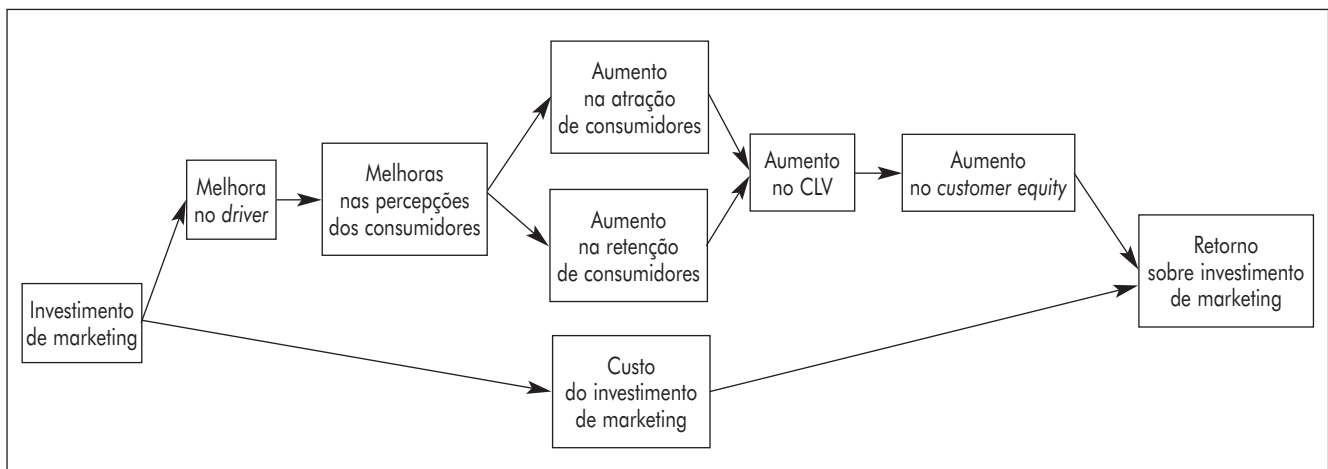 Aumento
na atração
de consumidores
Melhora
no driver
Melhoras
nas percepções
dos consumidores
Aumento
no CLV
Aumento
no customer equity
Aumento
na retenção
de consumidores
Retorno
sobre investimento
de marketing
Investimento
de marketing
Custo
do investimento
de marketing